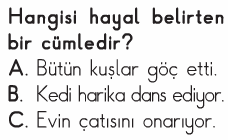 Hangisi hayal belirten
bir cümledir?
A. Bütün kuşlar göç etti.
B. Kedi harika dans ediyor.
C. Evin çatısını onarıyor.